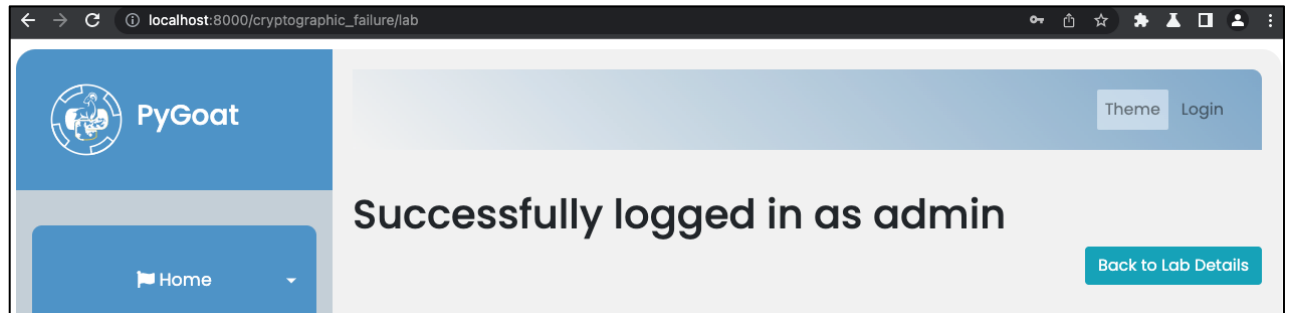 localhost:8000/cryptographic_failure/lab
PyGoat
Theme Login
Successfully logged in as admin
Back to Lab Details
Home